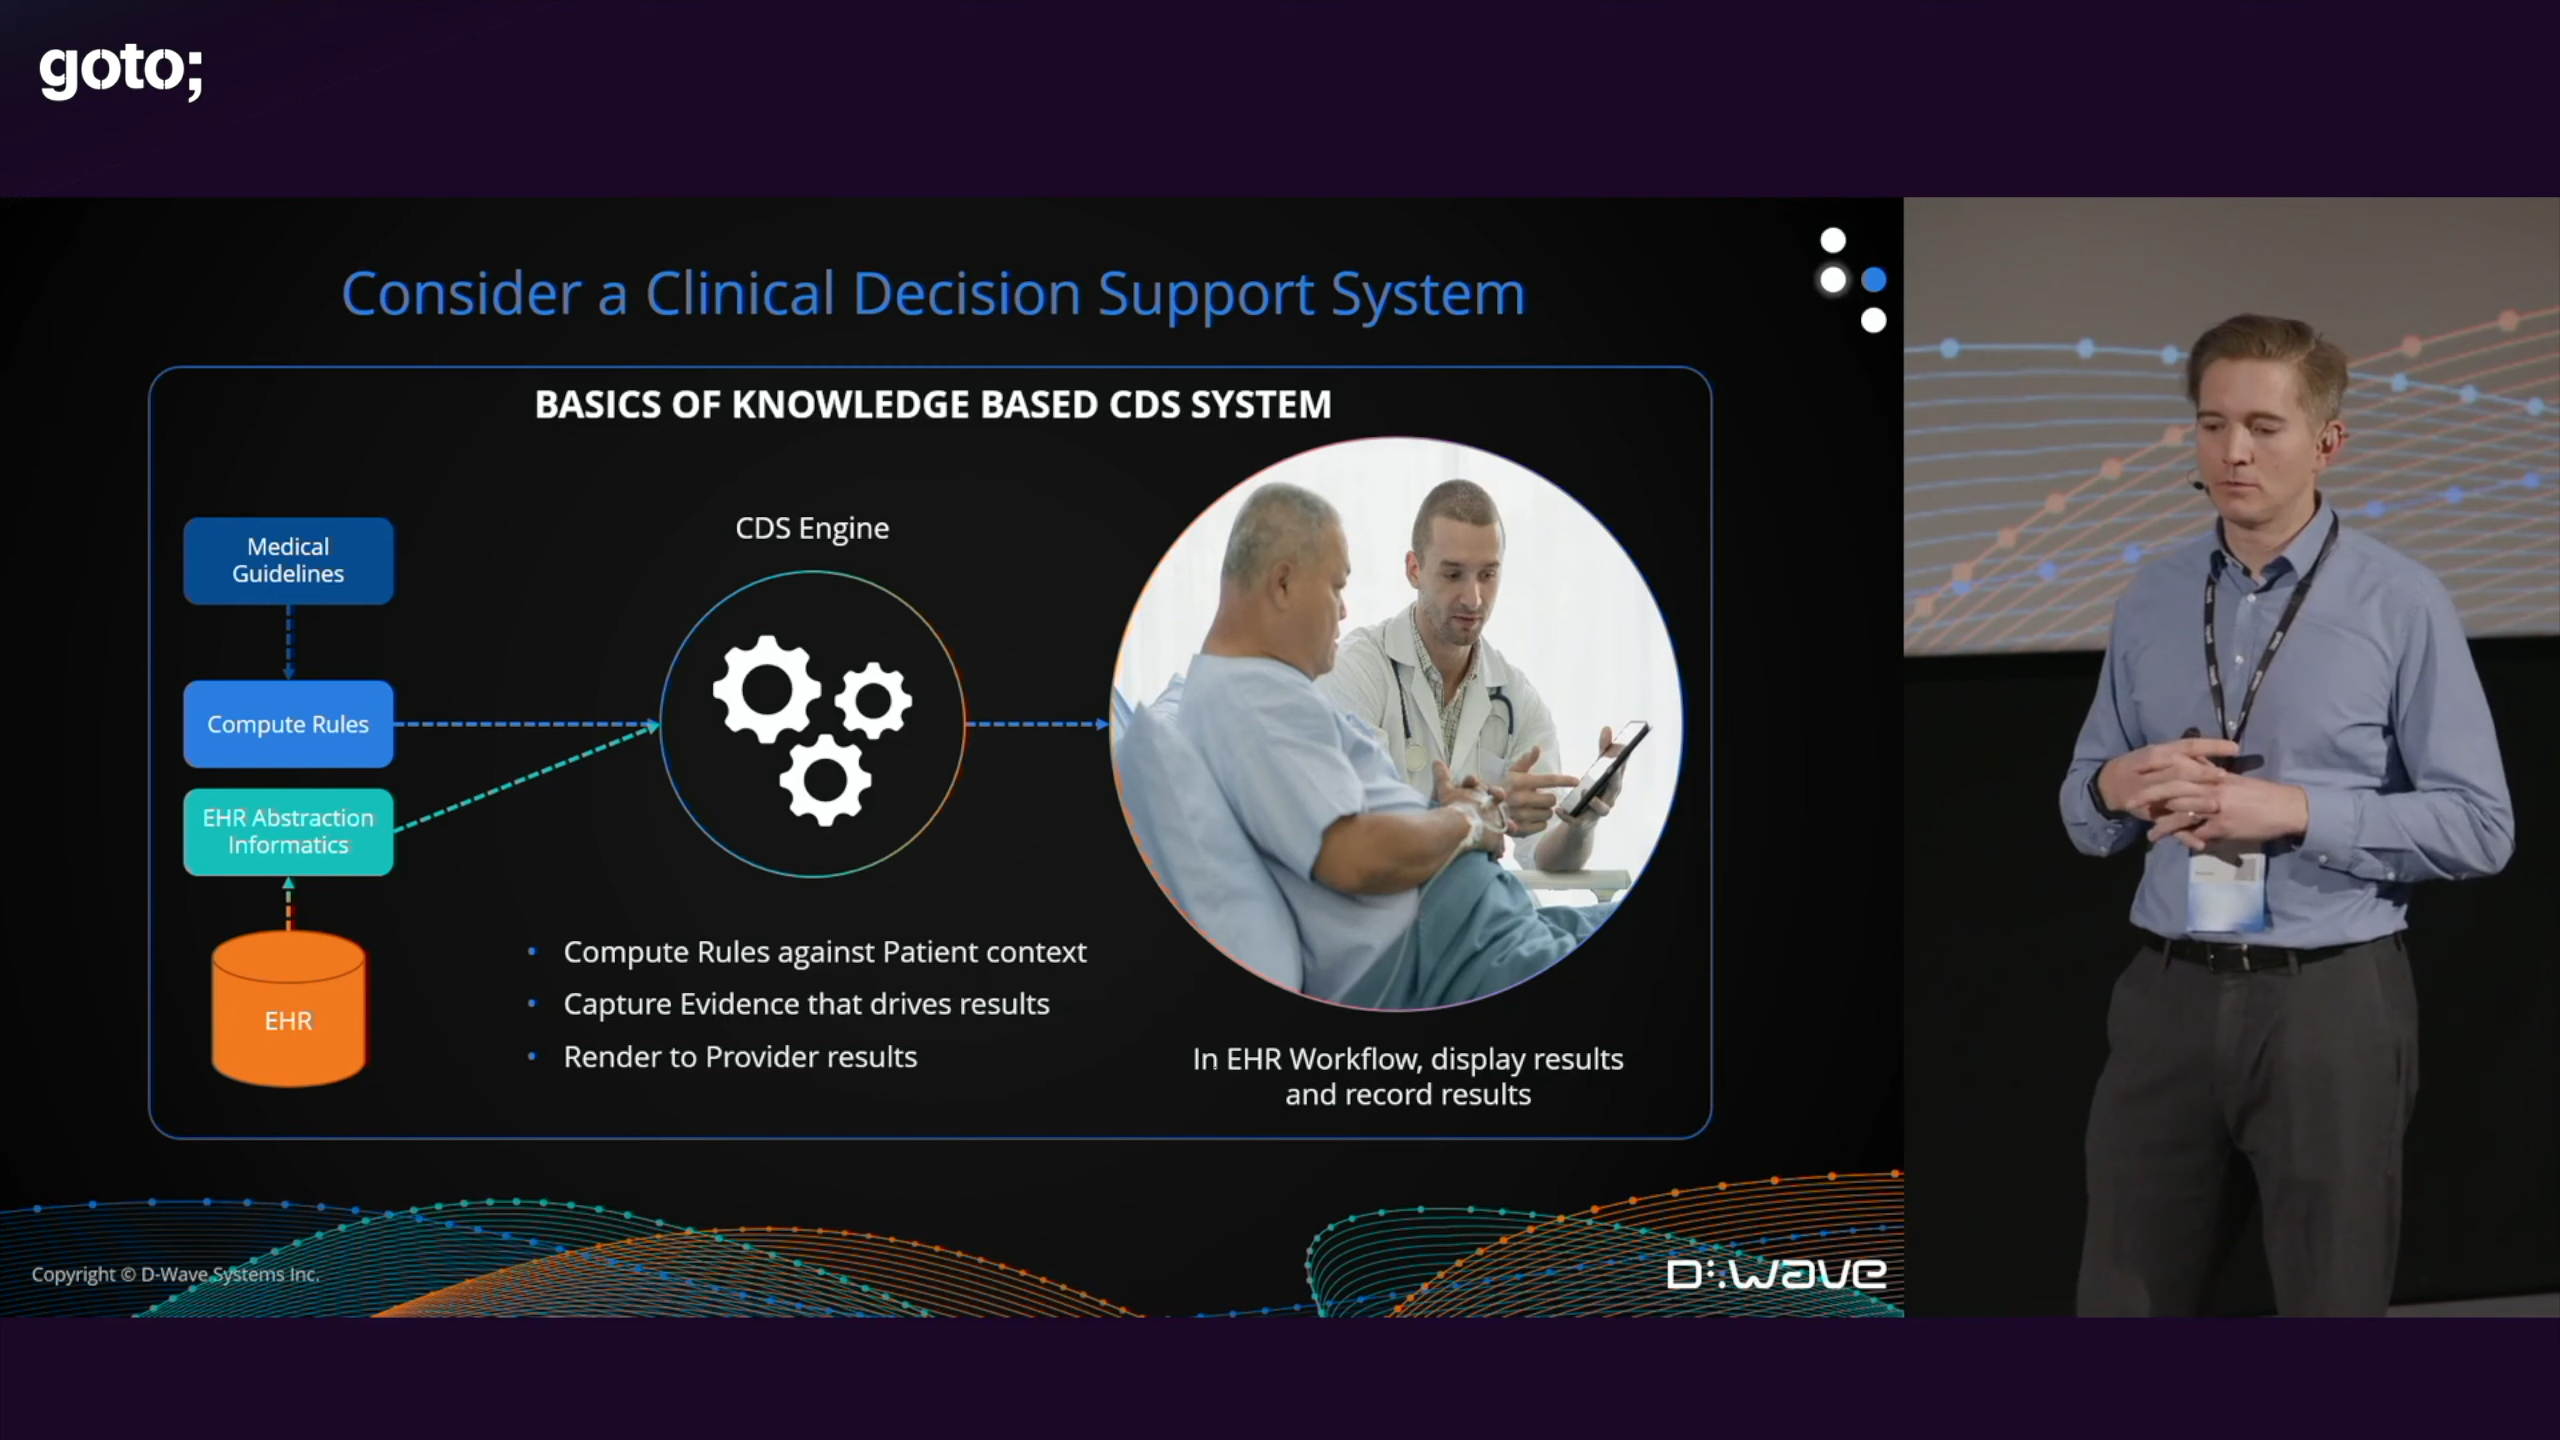 goto;
Consider a Clinical Decision Support System
BASICS OF KNOWLEDGE BASED CDS SYSTEM
Medical
Guidelines
Compute Rules
EHR Abstraction
Informatics
EHR
CDS Engine
• Compute Rules against Patient context
• Capture Evidence that drives results
• Render to Provider results
In EHR Workflow, display results
and record results
Copyright © D-Wave Systems Inc.
D:wave